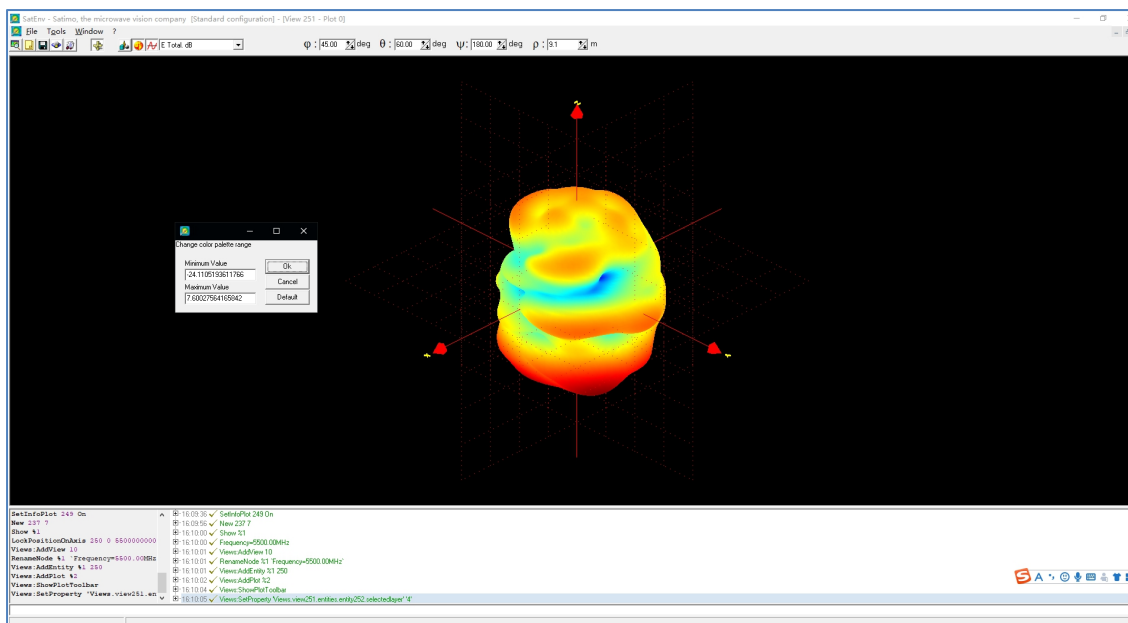 SatEnv - Satimo, the microwave vision company [Standard configuration] - [View 251 - Plot 0]
File Tools Window ?
E Total. dB φ : 45.00 deg θ : 60.00 deg ψ: 180.00 deg ρ : 9.1 m
Change color palette range
Minimum Value
-24.1105193611766
Ok
Cancel
Maximum Value
7.60027564165842
Default
SetInfoPlot 249 On
New 237 7
Show %1
LockPositionOnAxis 250 0 5500000000
Views:AddView 10
RenameNode %1 'Frequency=5500.00MHz
Views:AddEntity %1 250
Views:AddPlot %2
Views:ShowPlotToolbar
Views:SetProperty 'Views.view251.en
16:09:36 SetInfoPlot 249 On
16:09:56 New 237 7
16:10:00 Show %1
16:10:00 Frequency=5500.00MHz
16:10:01 Views:AddView 10
16:10:01 RenameNode %1 'Frequency=5500.00MHz'
16:10:01 Views:AddEntity %1 250
16:10:02 Views:AddPlot %2
16:10:04 Views:ShowPlotToolbar
16:10:05 Views:SetProperty 'Views.view251.entities.entity252.selectedlayer' '4'